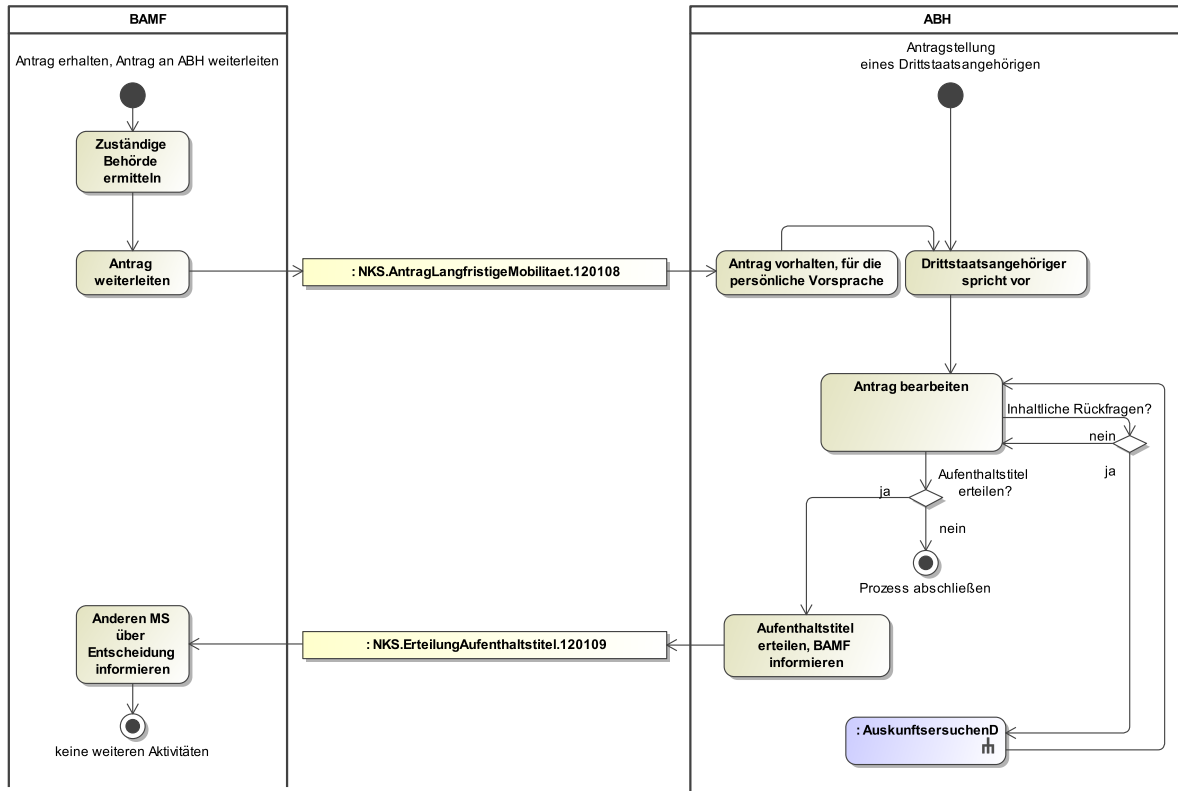 BAMF
ABH
Antrag erhalten, Antrag an ABH weiterleiten
Antragstellung
eines Drittstaatsangehörigen
Zuständige
Behörde
ermitteln
Antrag
weiterleiten
: NKS.AntragLangfristigeMobilitaet.120108
Antrag vorhalten, für die
persönliche Vorsprache
Drittstaatsangehöriger
spricht vor
Antrag bearbeiten
Inhaltliche Rückfragen?
nein
ja
Aufenthaltstitel
erteilen?
ja
nein
Prozess abschließen
Anderen MS
über
Entscheidung
informieren
: NKS.ErteilungAufenthaltstitel.120109
Aufenthaltstitel
erteilen, BAMF
informieren
keine weiteren Aktivitäten
: AuskunftsersuchenD